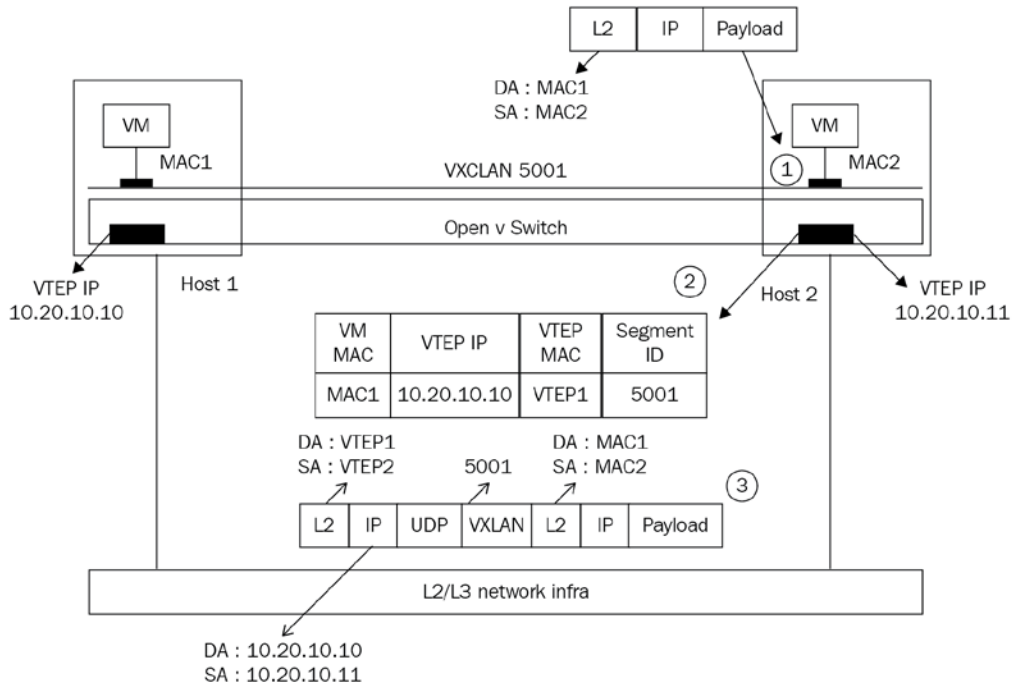 L2 IP Payload
DA : MAC1
SA : MAC2
VM
MAC1
VXCLAN 5001
1
VM
MAC2
Open v Switch
VTEP IP
10.20.10.10
Host 1
2
Host 2
VTEP IP
10.20.10.11
VM MAC VTEP IP VTEP MAC Segment ID
MAC1 10.20.10.10 VTEP1 5001
DA : VTEP1
SA : VTEP2
5001
DA : MAC1
SA : MAC2
3
L2 IP UDP VXLAN L2 IP Payload
L2/L3 network infra
DA : 10.20.10.10
SA : 10.20.10.11